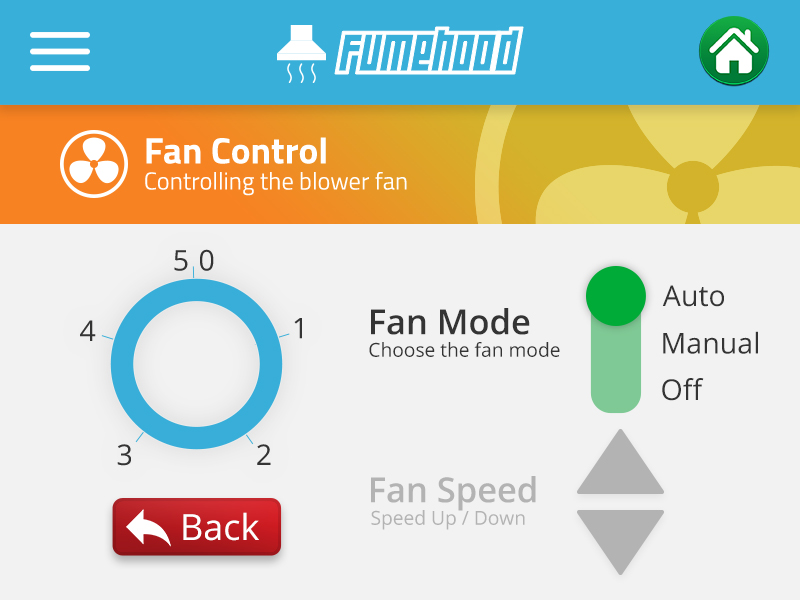 Fumehood
Fan Control
Controlling the blower fan
5 0
4
1
3
2
Fan Mode
Choose the fan mode
Auto
Manual
Off
Fan Speed
Speed Up / Down
Back